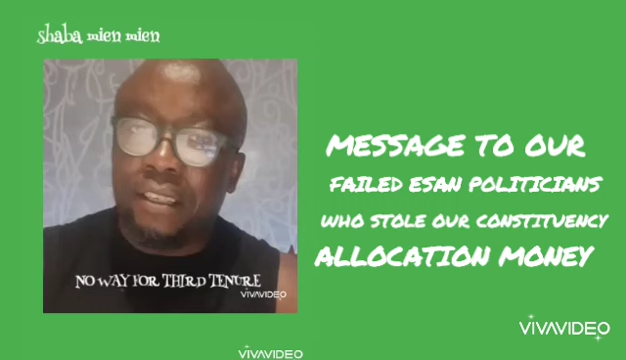 shaba mien mien
NO WAY FOR THIRD TENURE
VIVAVIDEO
MESSAGE TO OUR
FAILED ESAN POLITICIANS
WHO STOLE OUR CONSTITUENCY
ALLOCATION MONEY
VIVAVIDEO
VIVAVIDEO